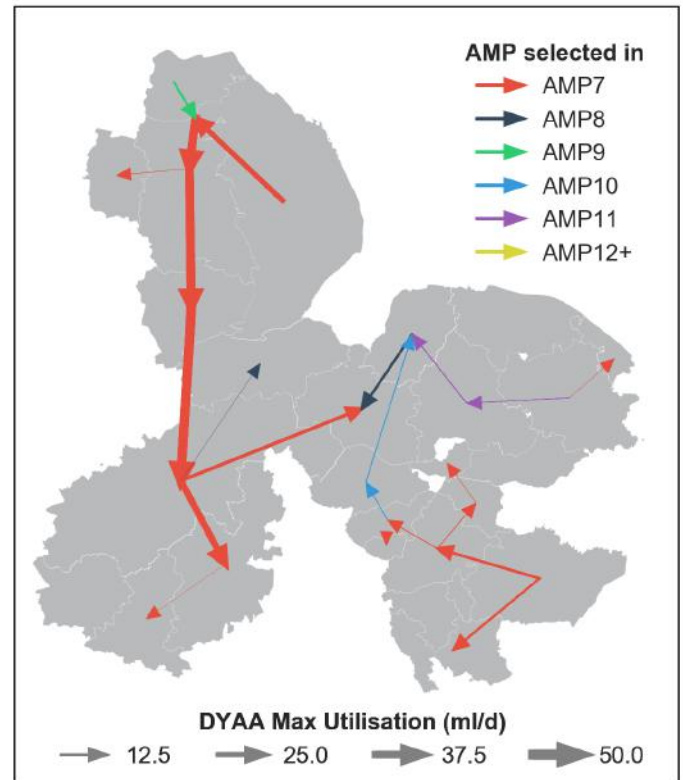 AMP selected in
AMP7
AMP8
AMP9
AMP10
AMP11
AMP12+
DYAA Max Utilisation (ml/d)
12.5 25.0 37.5 50.0